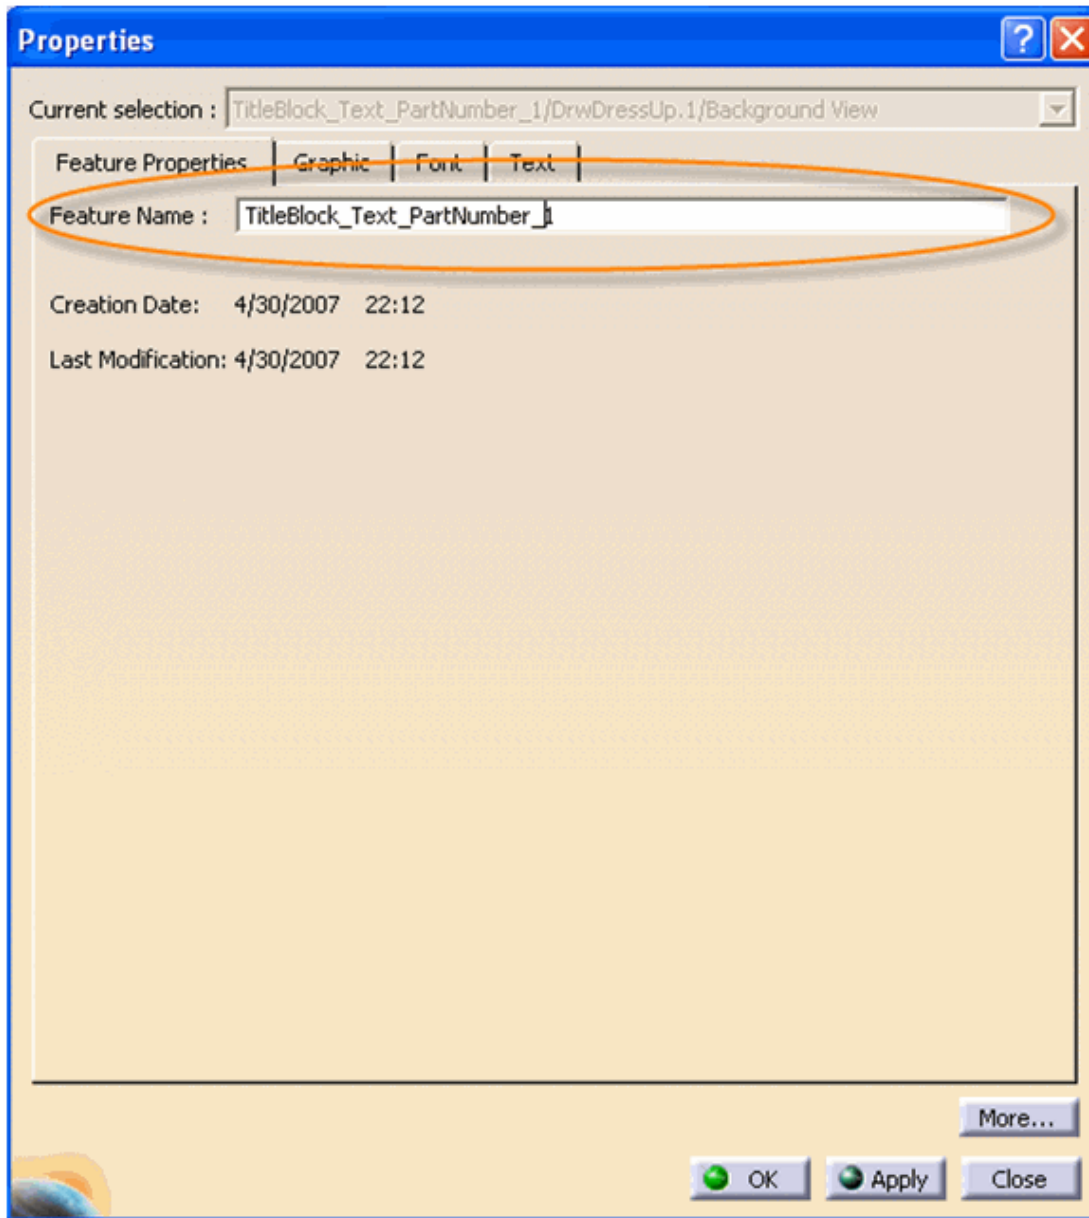 Properties
Current selection : TitleBlock_Text_PartNumber_1/DrwDressUp.1/Background View
Feature Properties Graphic Font Text
Feature Name : TitleBlock_Text_PartNumber_1
Creation Date: 4/30/2007 22:12
Last Modification: 4/30/2007 22:12
More...
OK Apply Close